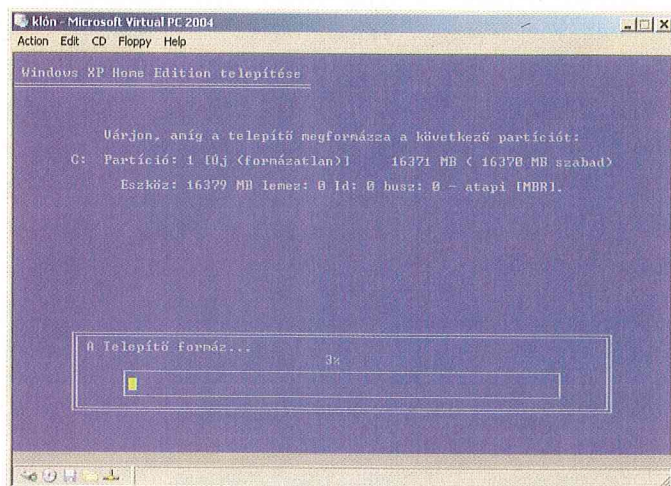 klón - Microsoft Virtual PC 2004
Action Edit CD Floppy Help
Windows XP Home Edition telepítése
Várjon, amíg a telepítő megformázza a következő partíciót:
C: Partíció: 1 [Új (formázatlan)] 16371 MB ( 16370 MB szabad)
Eszköz: 16379 MB lemez: 0 Id: 0 busz: 0 - atapi [MBR].
A Telepítő formáz...
3%